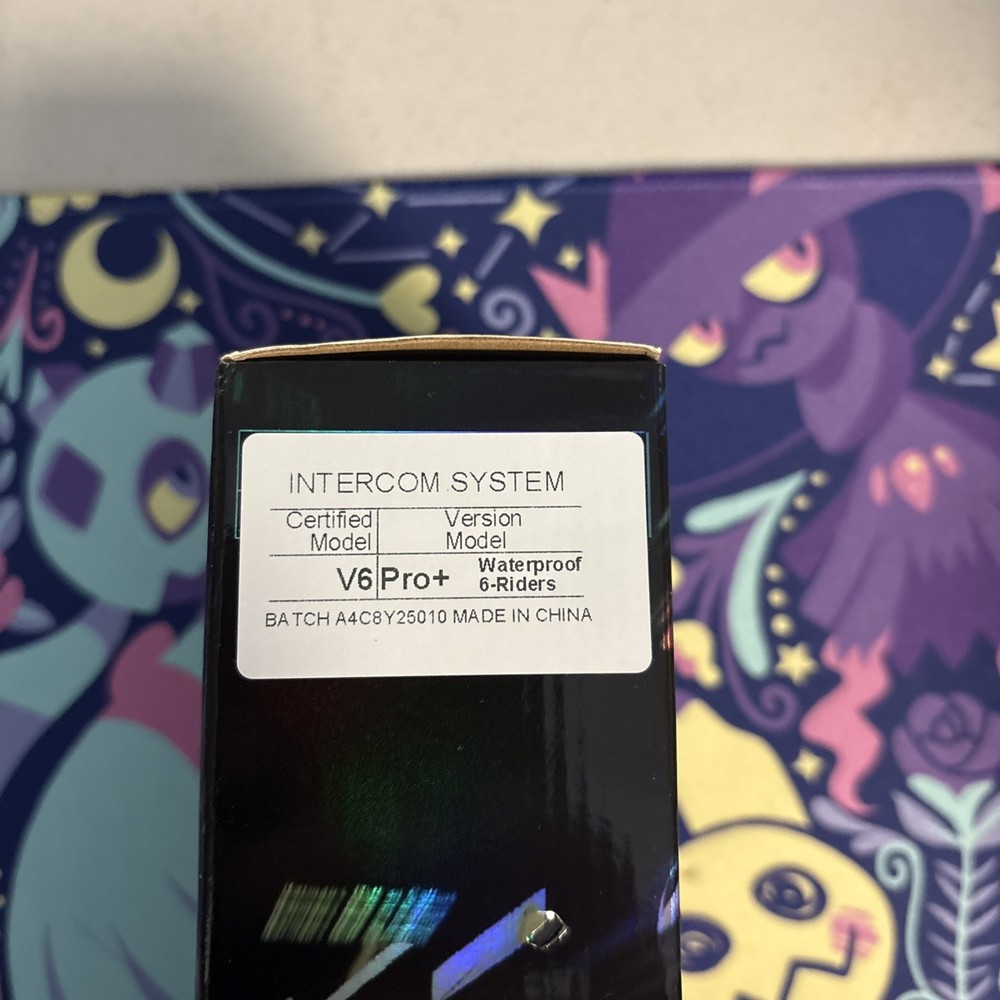 INTERCOM SYSTEM
Certified Version
Model Model
V6 Pro+ Waterproof
6-Riders
BATCH A4C8Y25010 MADE IN CHINA